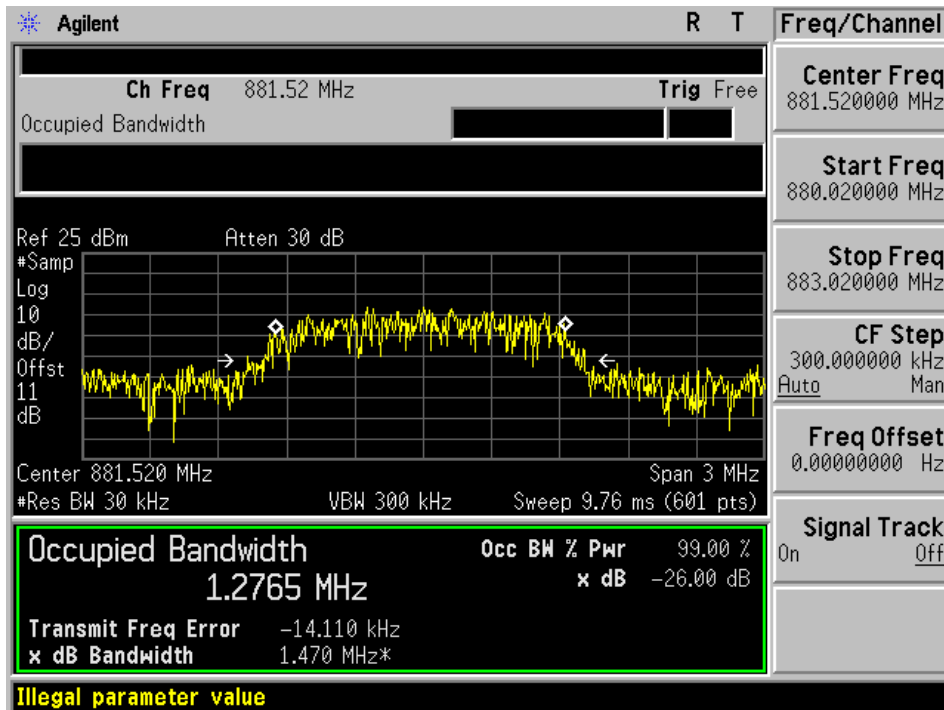 Agilent R T Freq/Channel
Ch Freq 881.52 MHz Trig Free
Occupied Bandwidth
Center Freq
881.520000 MHz
Start Freq
880.020000 MHz
Ref 25 dBm Atten 30 dB
#Samp
Log
10
dB/
Offst
11
dB
Stop Freq
883.020000 MHz
CF Step
300.000000 kHz
Auto Man
Freq Offset
0.00000000 Hz
Center 881.520 MHz Span 3 MHz
#Res BW 30 kHz VBW 300 kHz Sweep 9.76 ms (601 pts)
Signal Track
On Off
Occupied Bandwidth Occ BW % Pwr 99.00 %
1.2765 MHz x dB -26.00 dB
Transmit Freq Error -14.110 kHz
x dB Bandwidth 1.470 MHz*
Illegal parameter value